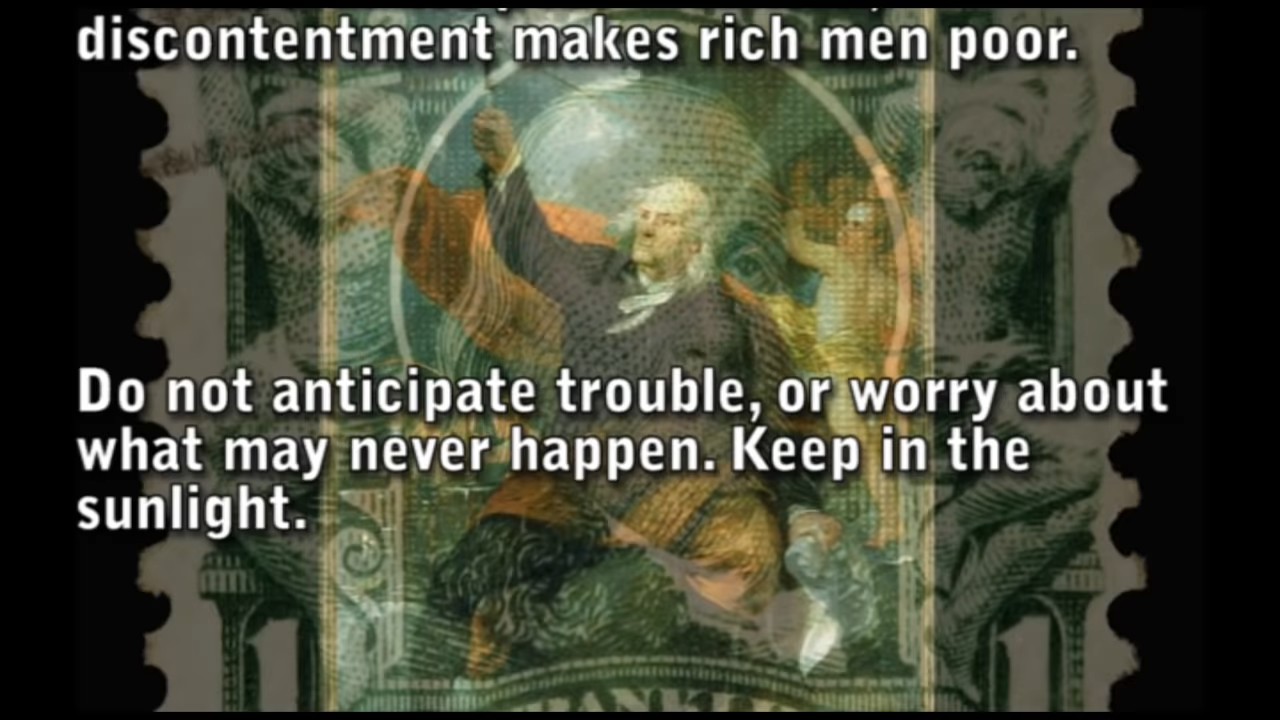 discontentment makes rich men poor.
Do not anticipate trouble, or worry about
what may never happen. Keep in the
sunlight.